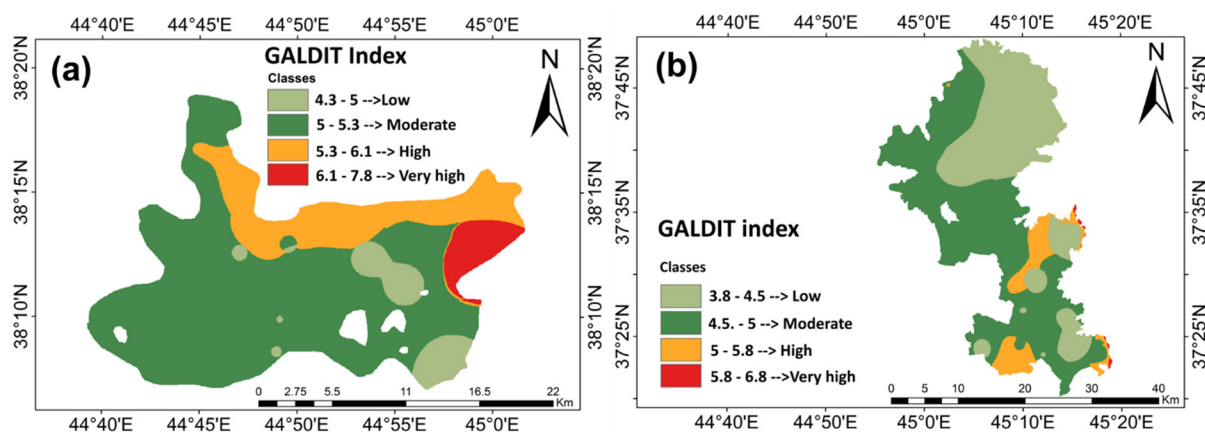 44°40'E 44°45'E 44°50'E 44°55'E 45°0'E
(a)
GALDIT Index
Classes
4.3 - 5 -->Low
5 - 5.3 --> Moderate
5.3 - 6.1 --> High
6.1 - 7.8 --> Very high
N
38°20'N
38°15'N
38°10'N
38°20'N
38°15'N
38°10'N
0 2.75 5.5 11 16.5 22
Km
44°40'E 44°45'E 44°50'E 44°55'E 45°0'E
44°40'E 44°50'E 45°0'E 45°10'E 45°20'E
(b)
N
37°45'N
37°35'N
37°25'N
37°45'N
37°35'N
37°25'N
GALDIT index
Classes
3.8 - 4.5 --> Low
4.5. - 5 --> Moderate
5 - 5.8 --> High
5.8 - 6.8 -->Very high
0 5 10 20 30 40
Km
44°40'E 44°50'E 45°0'E 45°10'E 45°20'E